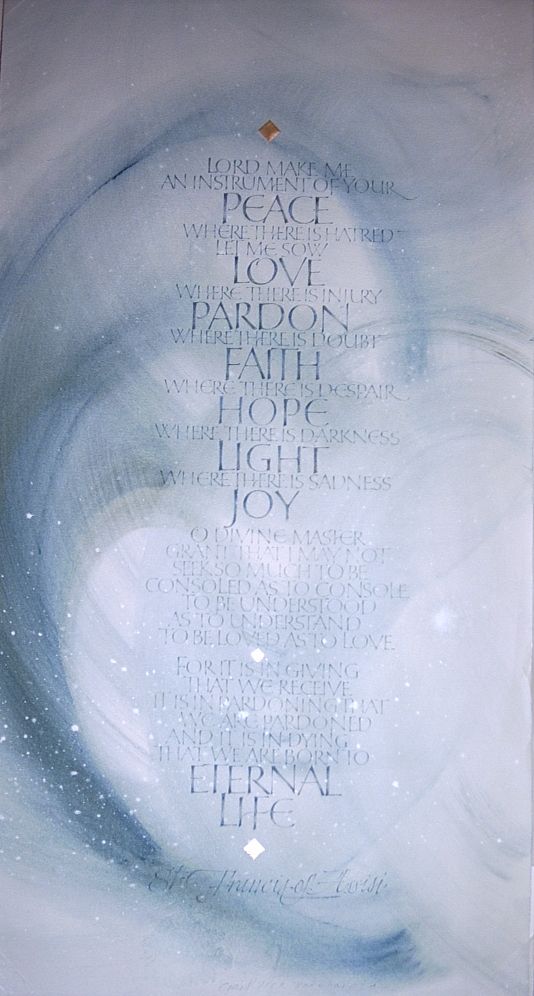 LORD MAKE ME
AN INSTRUMENT OF YOUR
PEACE
WHERE THERE IS HATRED
LET ME SOW
LOVE
WHERE THERE IS INJURY
PARDON
WHERE THERE IS DOUBT
FAITH
WHERE THERE IS DESPAIR
HOPE
WHERE THERE IS DARKNESS
LIGHT
WHERE THERE IS SADNESS
JOY
O DIVINE MASTER
GRANT THAT I MAY NOT
SEEK SO MUCH TO BE
CONSOLED AS TO CONSOLE
TO BE UNDERSTOOD
AS TO UNDERSTAND
TO BE LOVED AS TO LOVE
FOR IT IS IN GIVING
THAT WE RECEIVE
IT IS IN PARDONING THAT
WE ARE PARDONED
AND IT IS IN DYING
THAT WE ARE BORN TO
ETERNAL
LIFE
St Francis of Assisi